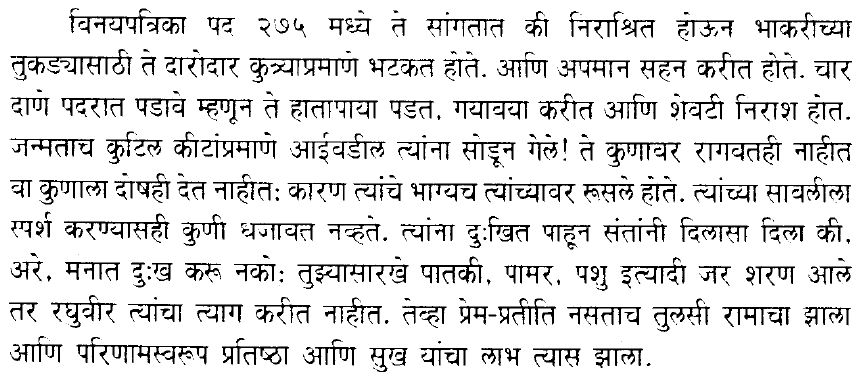 विनयपत्रिका पद २७५ मध्ये ते सांगतात की निराश्रित होऊन भाकरीच्या
तुकड्यासाठी ते दारोदार कुत्र्याप्रमाणे भटकत होते. आणि अपमान सहन करीत होते. चार
दाणे पदरात पडावे म्हणून ते हातापाया पडत, गयावया करीत आणि शेवटी निराश होत.
जन्मताच कुटिल कीटांप्रमाणे आईवडील त्यांना सोडून गेले! ते कुणावर रागवतही नाहीत
वा कुणाला दोषही देत नाहीत: कारण त्यांचे भाग्यच त्यांच्यावर रूसले होते. त्यांच्या सावलीला
स्पर्श करण्यासही कुणी धजावत नव्हते. त्यांना दुःखित पाहून संतांनी दिलासा दिला की,
अरे, मनात दुःख करू नको: तुझ्यासारखे पातकी, पामर, पशु इत्यादी जर शरण आले
तर रघुवीर त्यांचा त्याग करीत नाहीत. तेव्हा प्रेम-प्रतीति नसताच तुलसी रामाचा झाला
आणि परिणामस्वरूप प्रतिष्ठा आणि सुख यांचा लाभ त्यास झाला.